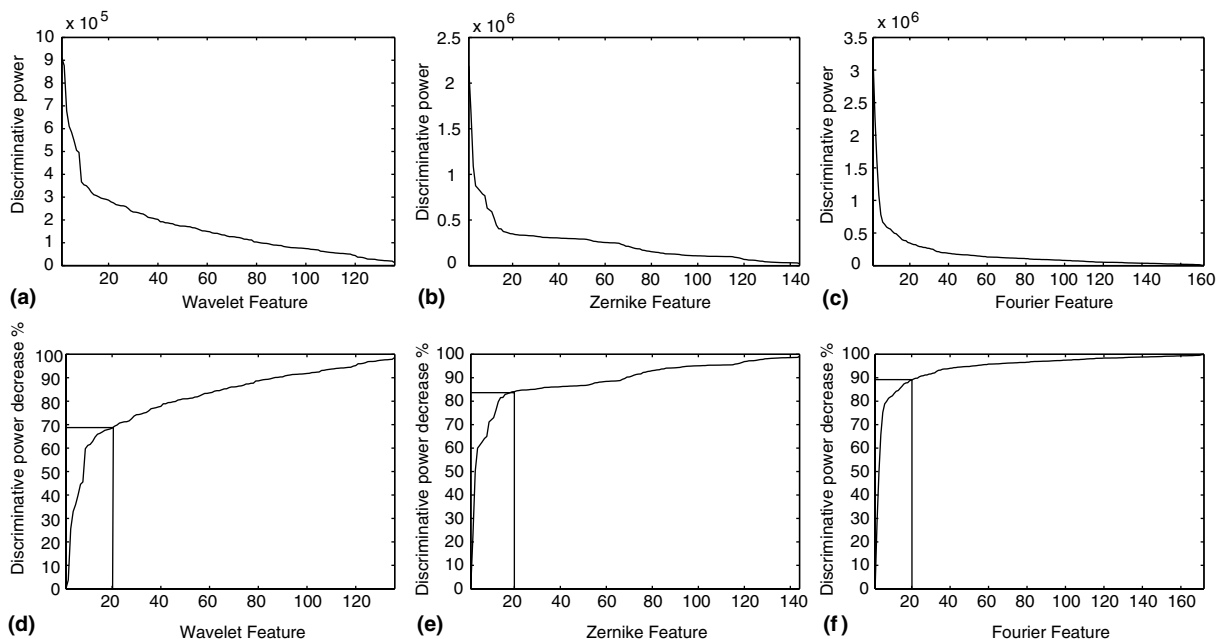 x 10^5
Discriminative power
10
9
8
7
6
5
4
3
2
1
0
20 40 60 80 100 120
(a) Wavelet Feature
x 10^6
Discriminative power
2.5
2
1.5
1
0.5
0
20 40 60 80 100 120 140
(b) Zernike Feature
x 10^6
Discriminative power
3.5
3
2.5
2
1.5
1
0.5
0
20 40 60 80 100 120 140 160
(c) Fourier Feature
Discriminative power decrease %
100
90
80
70
60
50
40
30
20
10
0
20 40 60 80 100 120
(d) Wavelet Feature
Discriminative power decrease %
100
90
80
70
60
50
40
30
20
10
0
20 40 60 80 100 120 140
(e) Zernike Feature
Discriminative power decrease %
100
90
80
70
60
50
40
30
20
10
0
20 40 60 80 100 120 140 160
(f) Fourier Feature